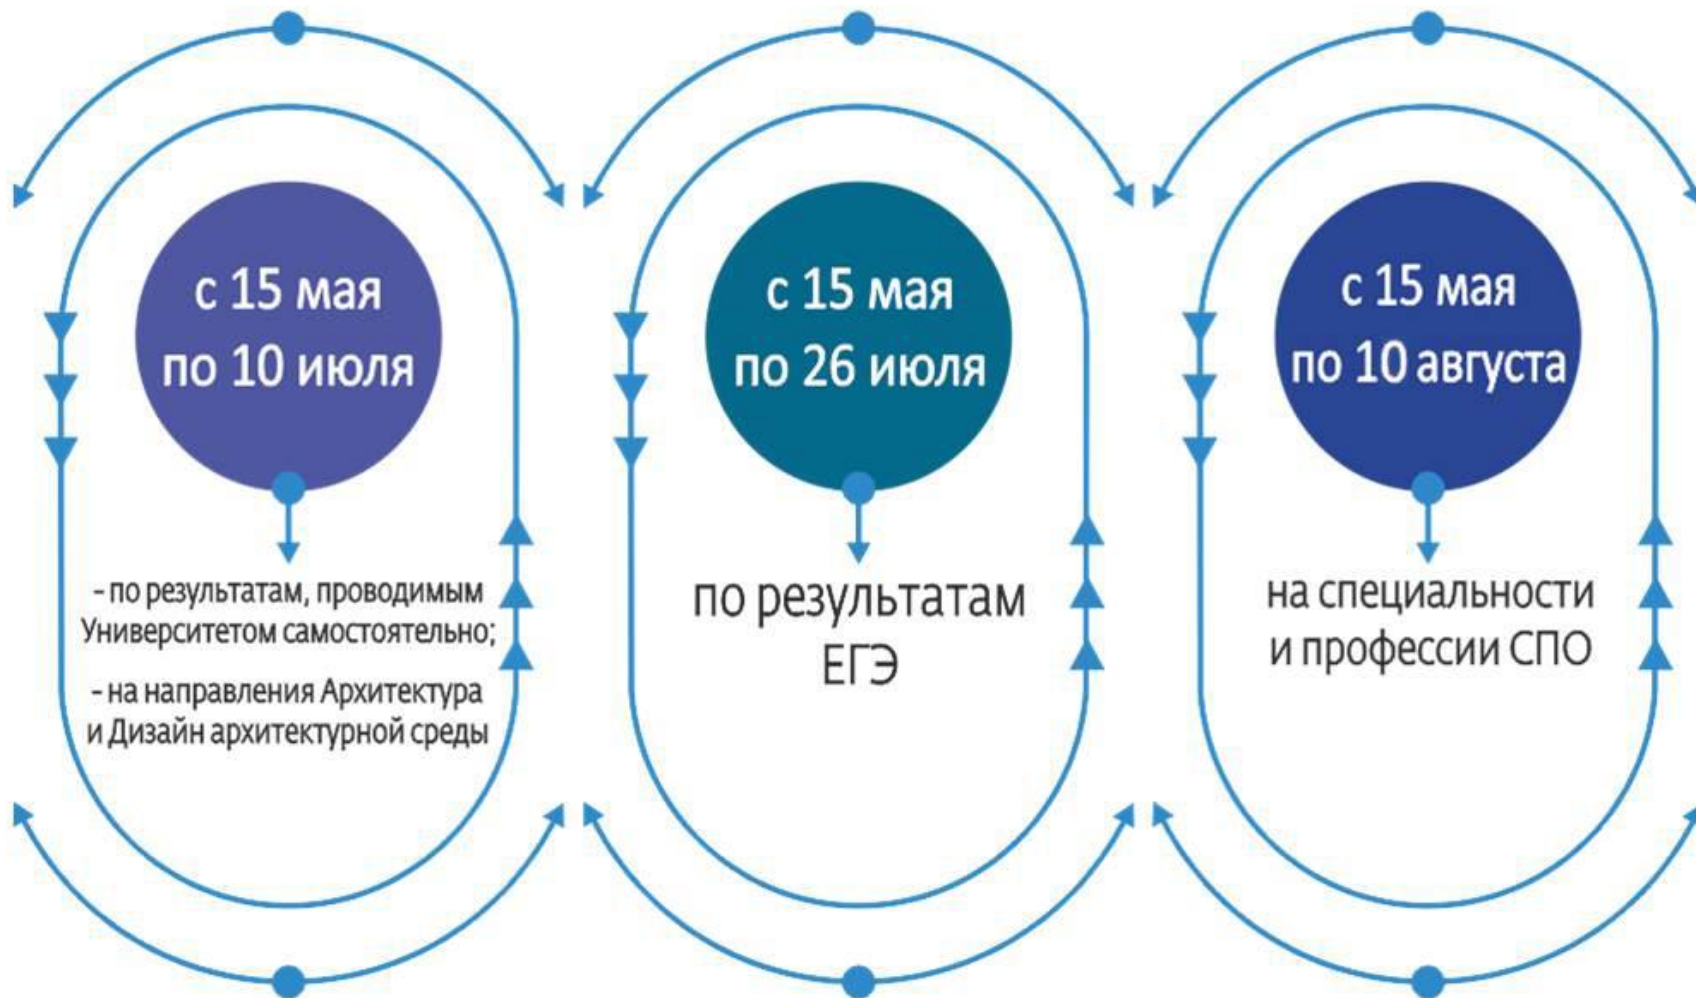 с 15 мая
по 10 июля
- по результатам, проводимым
Университетом самостоятельно;
- на направления Архитектура
и Дизайн архитектурной среды
с 15 мая
по 26 июля
по результатам
ЕГЭ
с 15 мая
по 10 августа
на специальности
и профессии СПО